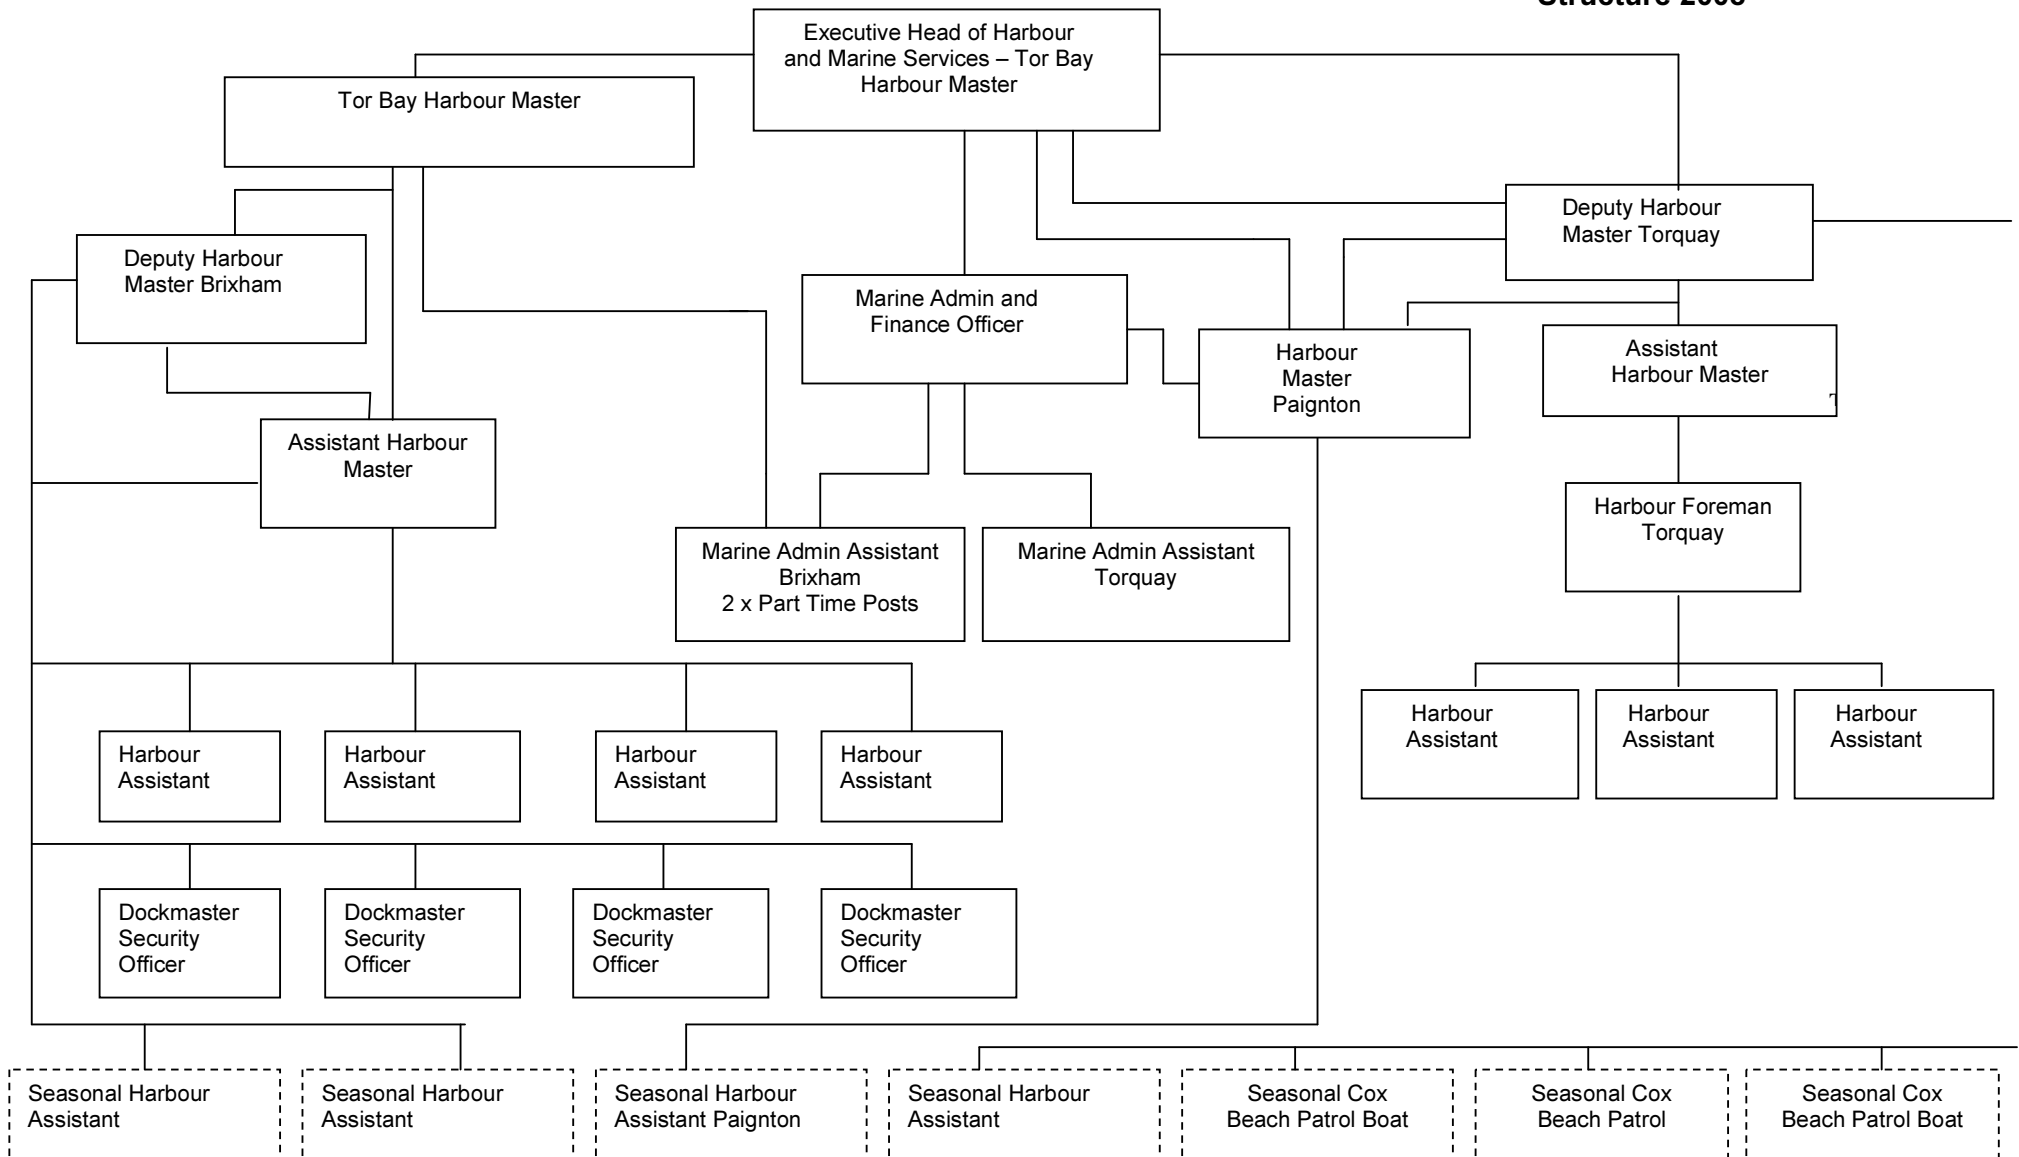 Structure 2008
Executive Head of Harbour
and Marine Services – Tor Bay
Harbour Master
Tor Bay Harbour Master
Deputy Harbour
Master Torquay
Deputy Harbour
Master Brixham
Marine Admin and
Finance Officer
Harbour
Master
Paignton
Assistant
Harbour Master
Assistant Harbour
Master
Harbour Foreman
Torquay
Marine Admin Assistant
Brixham
2 x Part Time Posts
Marine Admin Assistant
Torquay
Harbour
Assistant
Harbour
Assistant
Harbour
Assistant
Harbour
Assistant
Harbour
Assistant
Harbour
Assistant
Harbour
Assistant
Dockmaster
Security
Officer
Dockmaster
Security
Officer
Dockmaster
Security
Officer
Dockmaster
Security
Officer
Seasonal Harbour
Assistant
Seasonal Harbour
Assistant
Seasonal Harbour
Assistant Paignton
Seasonal Harbour
Assistant
Seasonal Cox
Beach Patrol Boat
Seasonal Cox
Beach Patrol
Seasonal Cox
Beach Patrol Boat